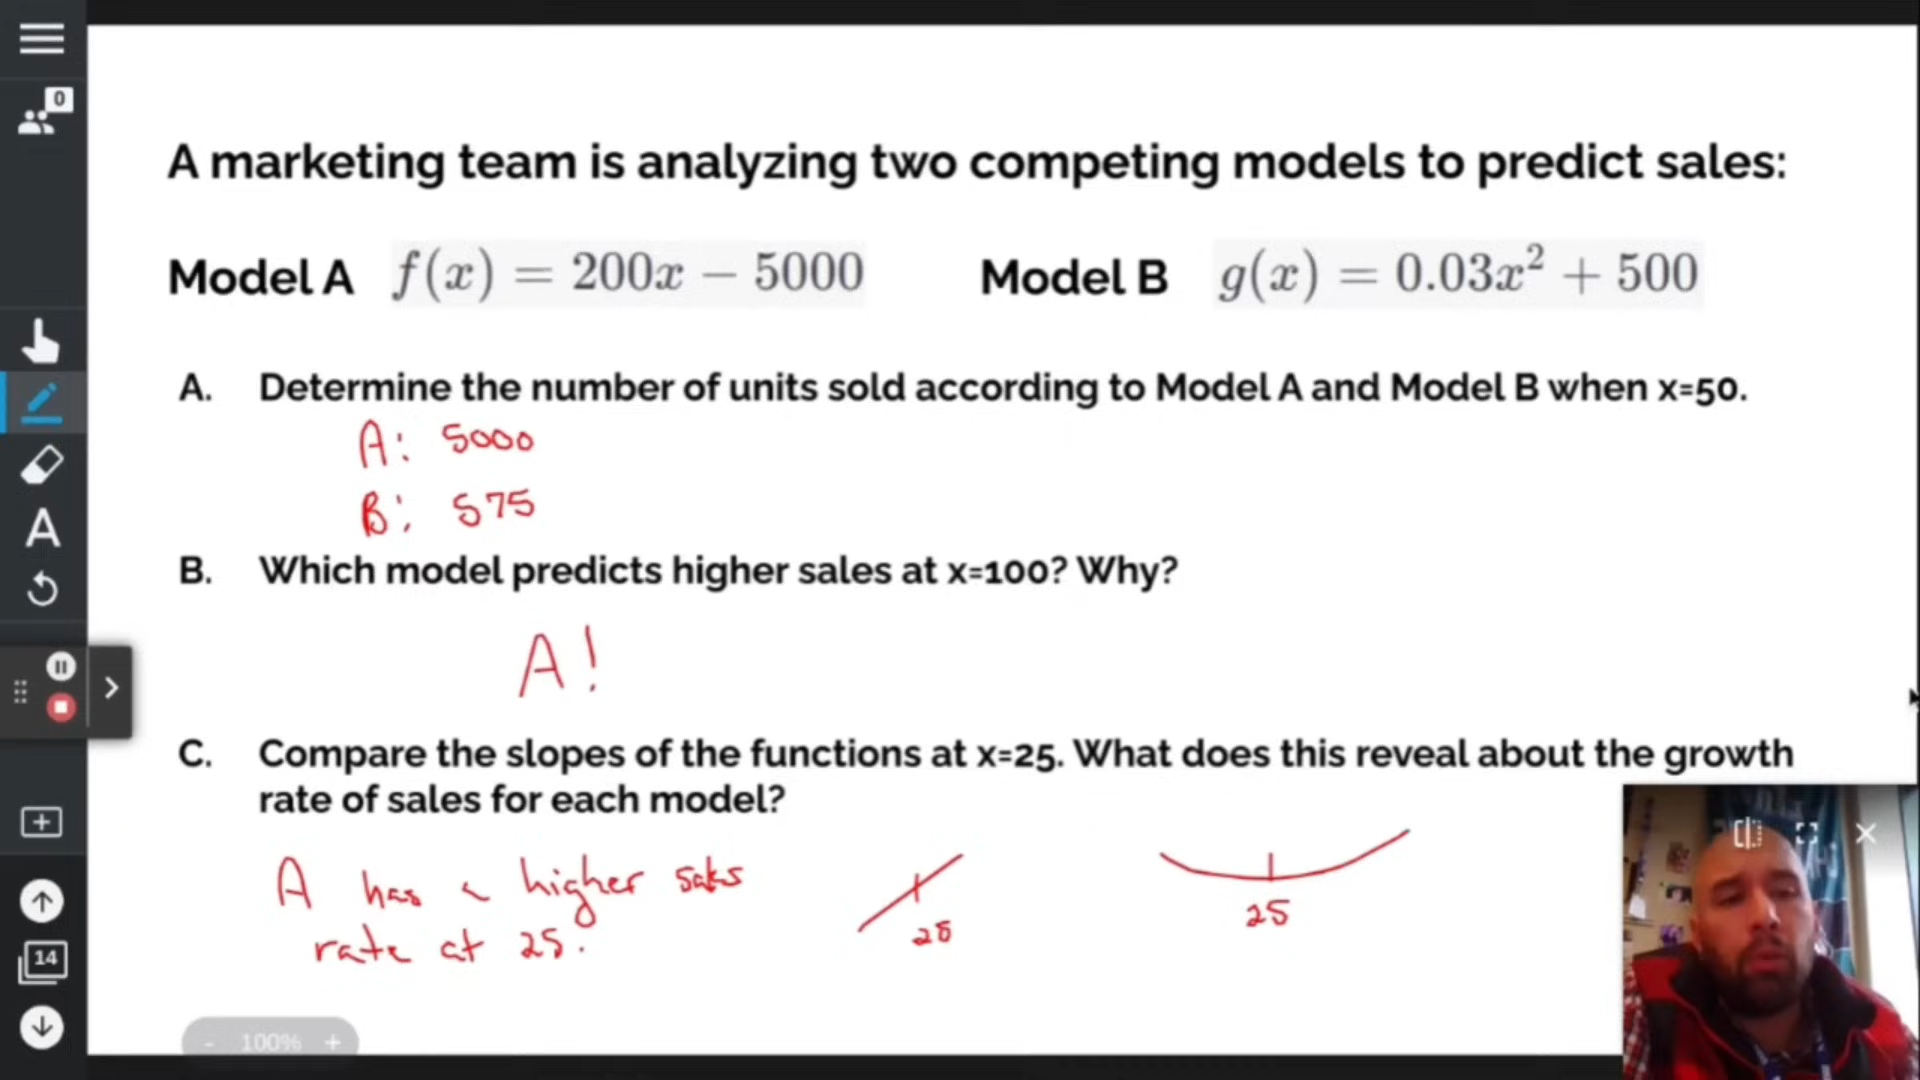 0
A marketing team is analyzing two competing models to predict sales:
Model A f(x) = 200x − 5000 Model B g(x) = 0.03x² + 500
A. Determine the number of units sold according to Model A and Model B when x=50.
A: 5000
B: 575
B. Which model predicts higher sales at x=100? Why?
A!
C. Compare the slopes of the functions at x=25. What does this reveal about the growth
rate of sales for each model?
A has a higher sales
rate at 25.
25
25
A
14
- 100% +